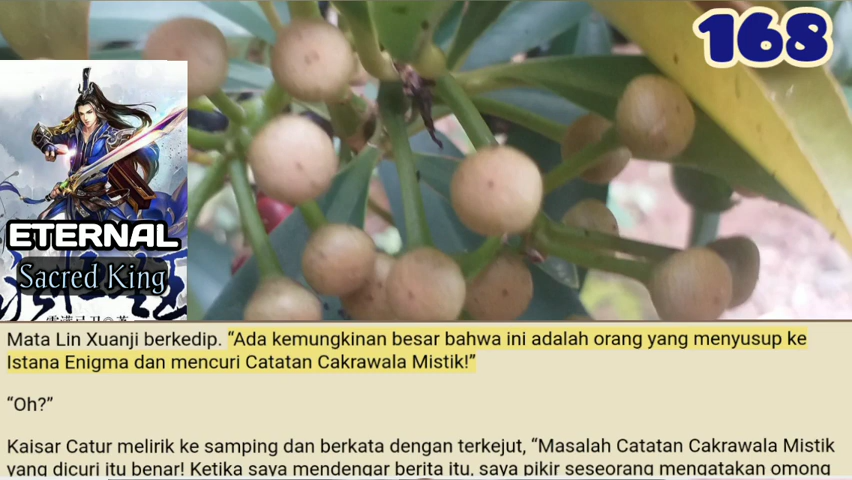 168
ETERNAL
Sacred King
Mata Lin Xuanji berkedip. “Ada kemungkinan besar bahwa ini adalah orang yang menyusup ke
Istana Enigma dan mencuri Catatan Cakrawala Mistik!”
“Oh?”
Kaisar Catur melirik ke samping dan berkata dengan terkejut, “Masalah Catatan Cakrawala Mistik
yang dicuri itu benar! Ketika saya mendengar berita itu, saya pikir seseorang mengatakan omong